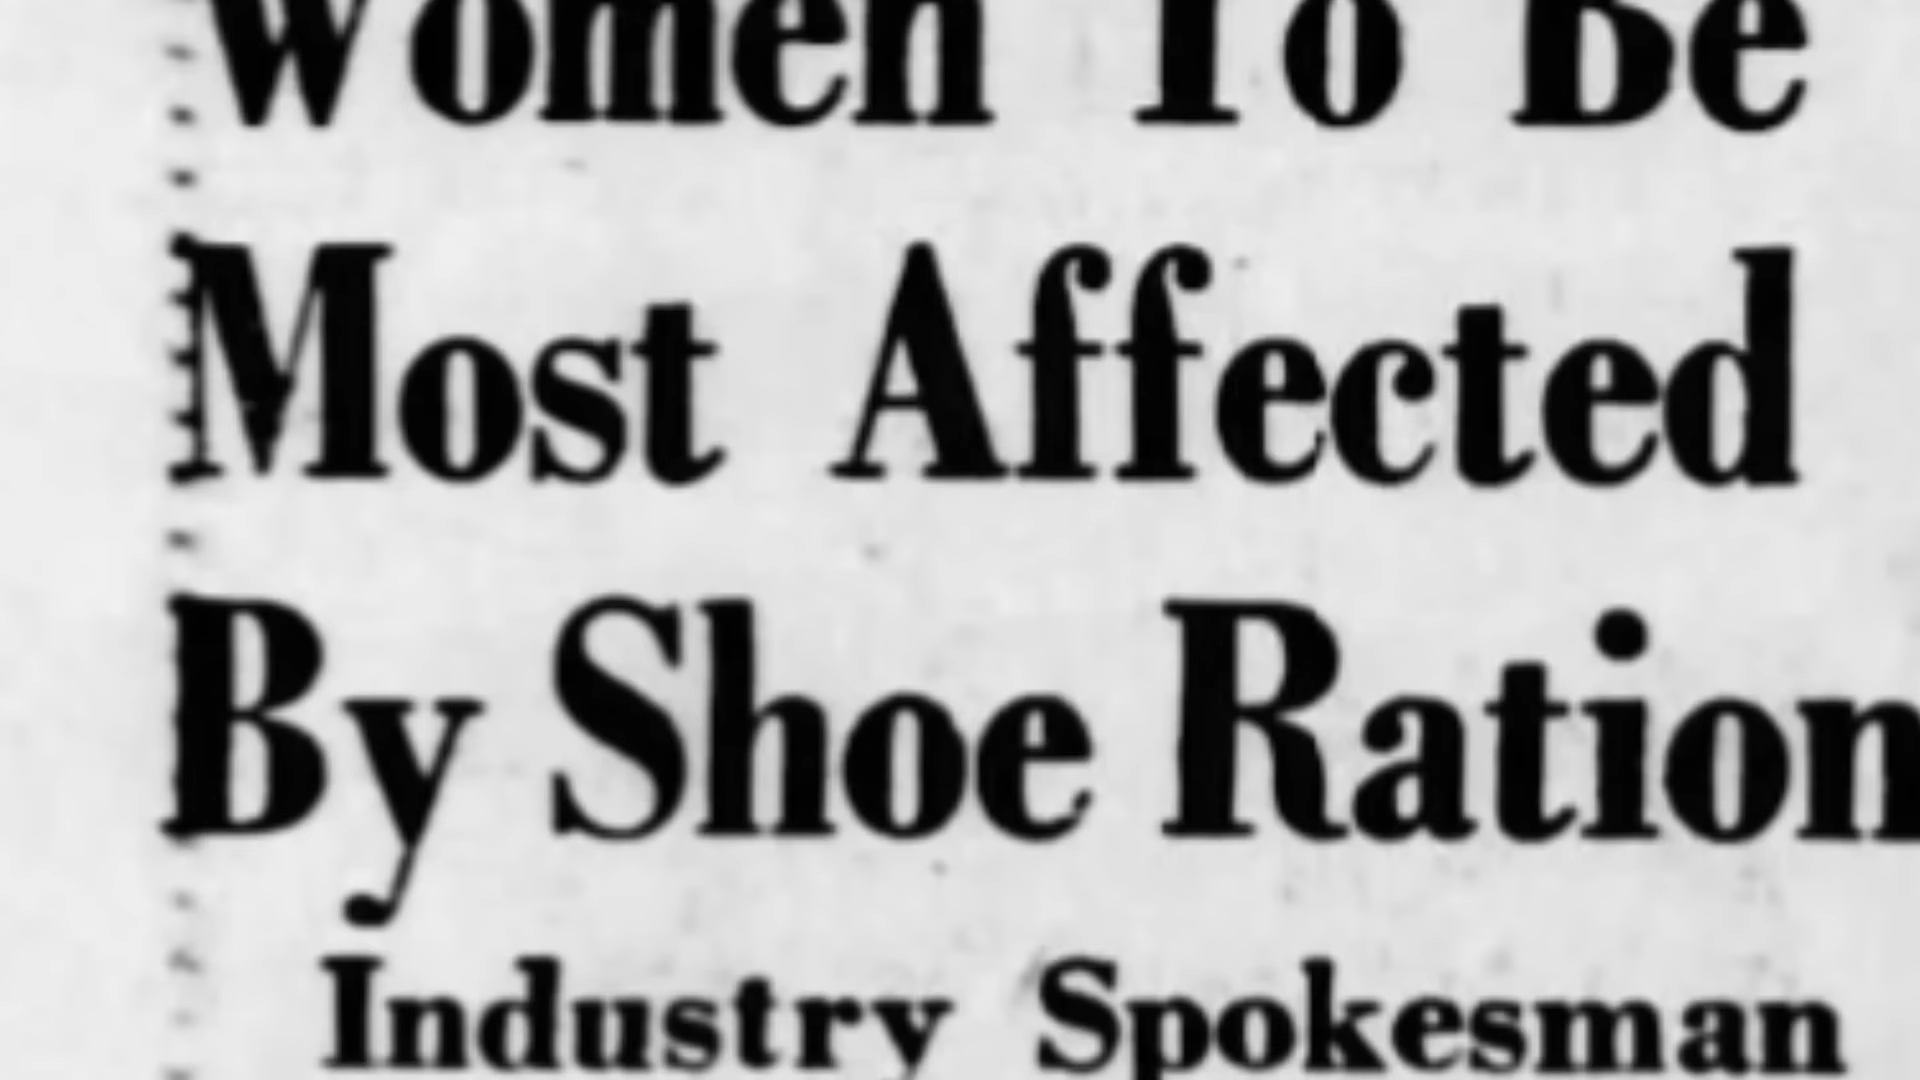 Women To Be
Most Affected
By Shoe Ration
Industry Spokesman